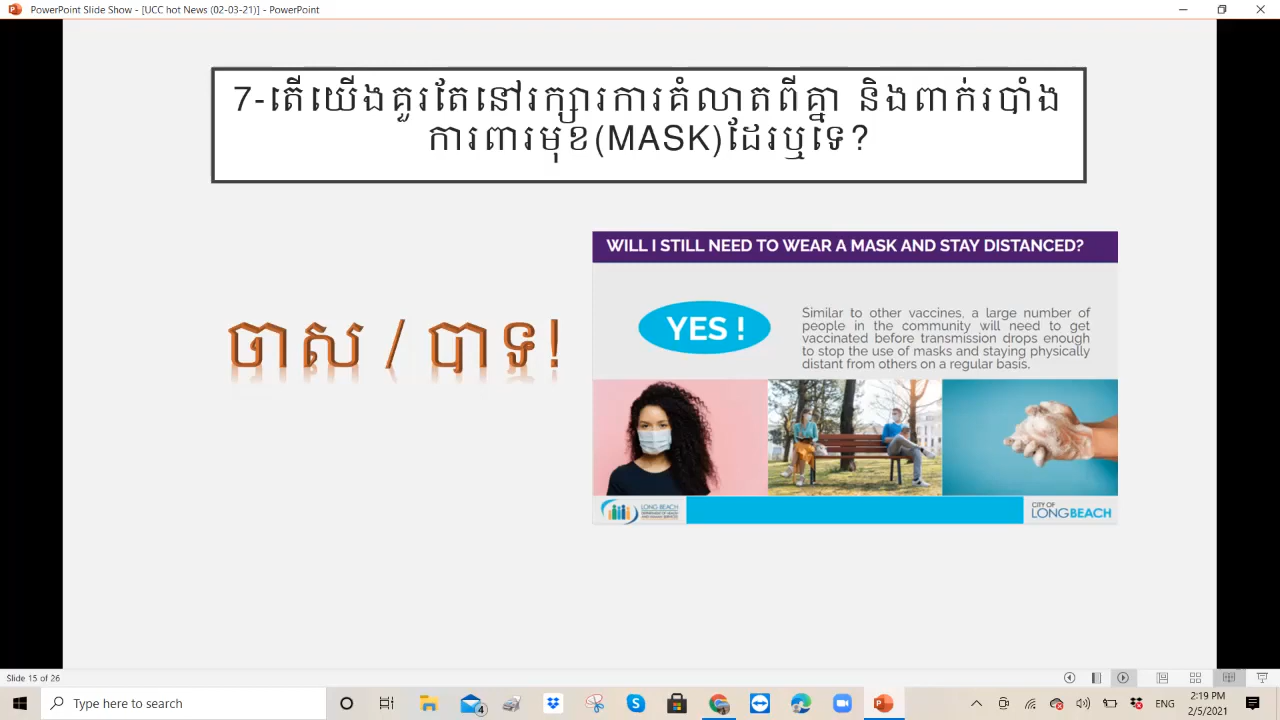 PowerPoint Slide Show - [UCC hot News (02-03-21)] - PowerPoint
7-តើយើងគួរតែនៅរក្សារការគំលាតពីគ្នា និងពាក់របាំង
ការពារមុខ(MASK)ដែរឬទេ?
ចាស / បាទ!
WILL I STILL NEED TO WEAR A MASK AND STAY DISTANCED?
YES !
Similar to other vaccines, a large number of
people in the community will need to get
vaccinated before transmission drops enough
to stop the use of masks and staying physically
distant from others on a regular basis.
LONG BEACH
CITY OF
LONGBEACH
Slide 15 of 26
Type here to search
4
ENG
2:19 PM
2/5/2021